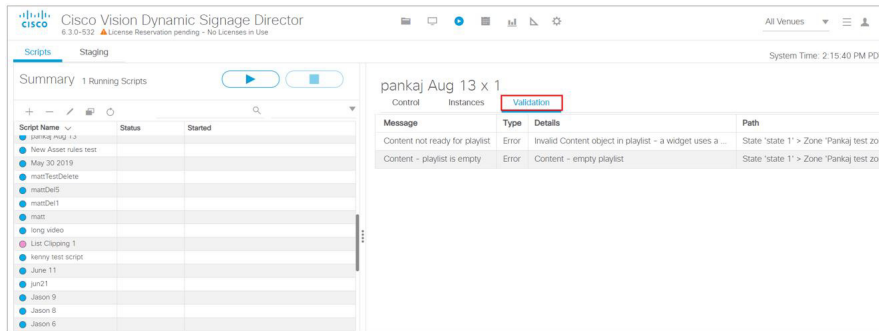 CISCO
Cisco Vision Dynamic Signage Director
6.3.0-532 License Reservation pending - No Licenses in Use
All Venues
Scripts Staging
System Time: 2:15:40 PM PD
Summary 1 Running Scripts
pankaj Aug 13 x 1
Control Instances Validation
Script Name Status Started
Message Type Details Path
pankaj Aug 13
Content not ready for playlist Error Invalid Content object in playlist - a widget uses a ... State 'state 1' > Zone 'Pankaj test zo
New Asset rules test
Content - playlist is empty Error Content - empty playlist State 'state 1' > Zone 'Pankaj test zo
May 30 2019
mattTestDelete
mattDel5
mattDel1
matt
long video
List Clipping 1
kenny test script
June 11
jun21
Jason 9
Jason 8
Jason 6